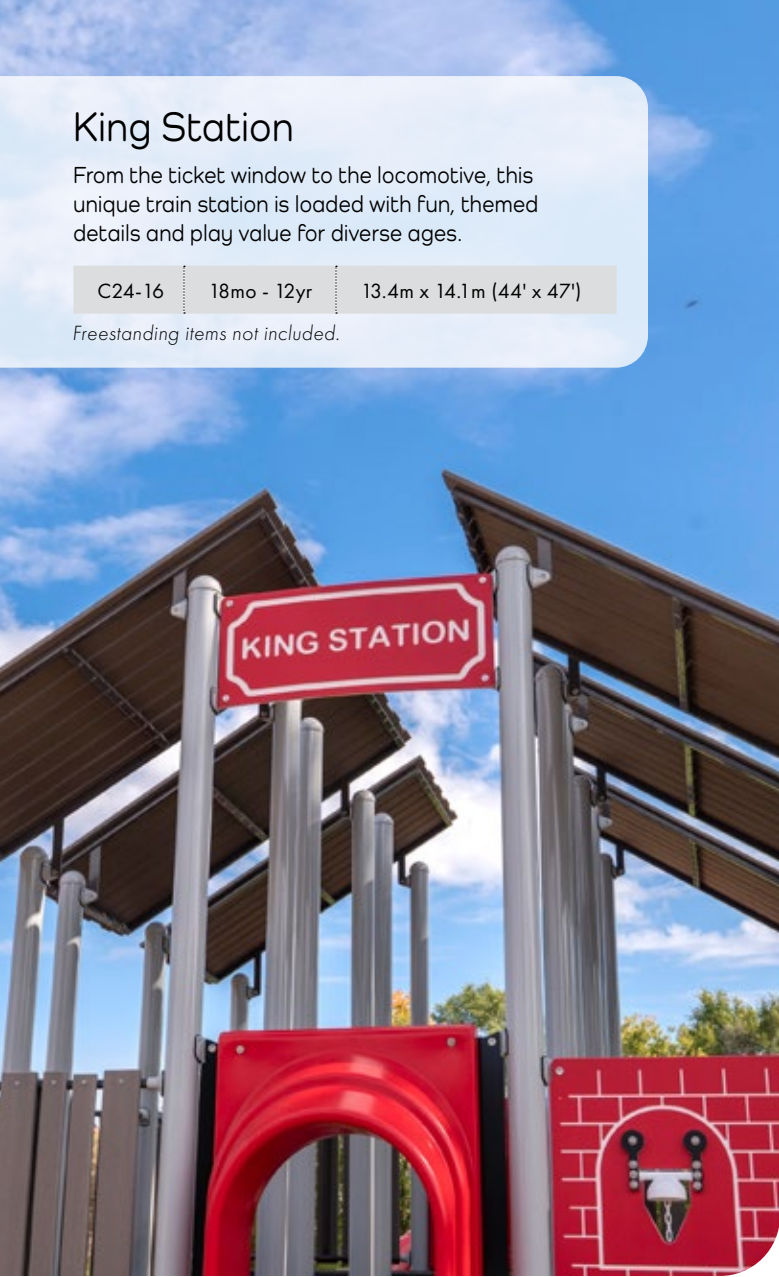 King Station
From the ticket window to the locomotive, this
unique train station is loaded with fun, themed
details and play value for diverse ages.
C24-16 18mo - 12yr 13.4m x 14.1m (44' x 47')
Freestanding items not included.
KING STATION